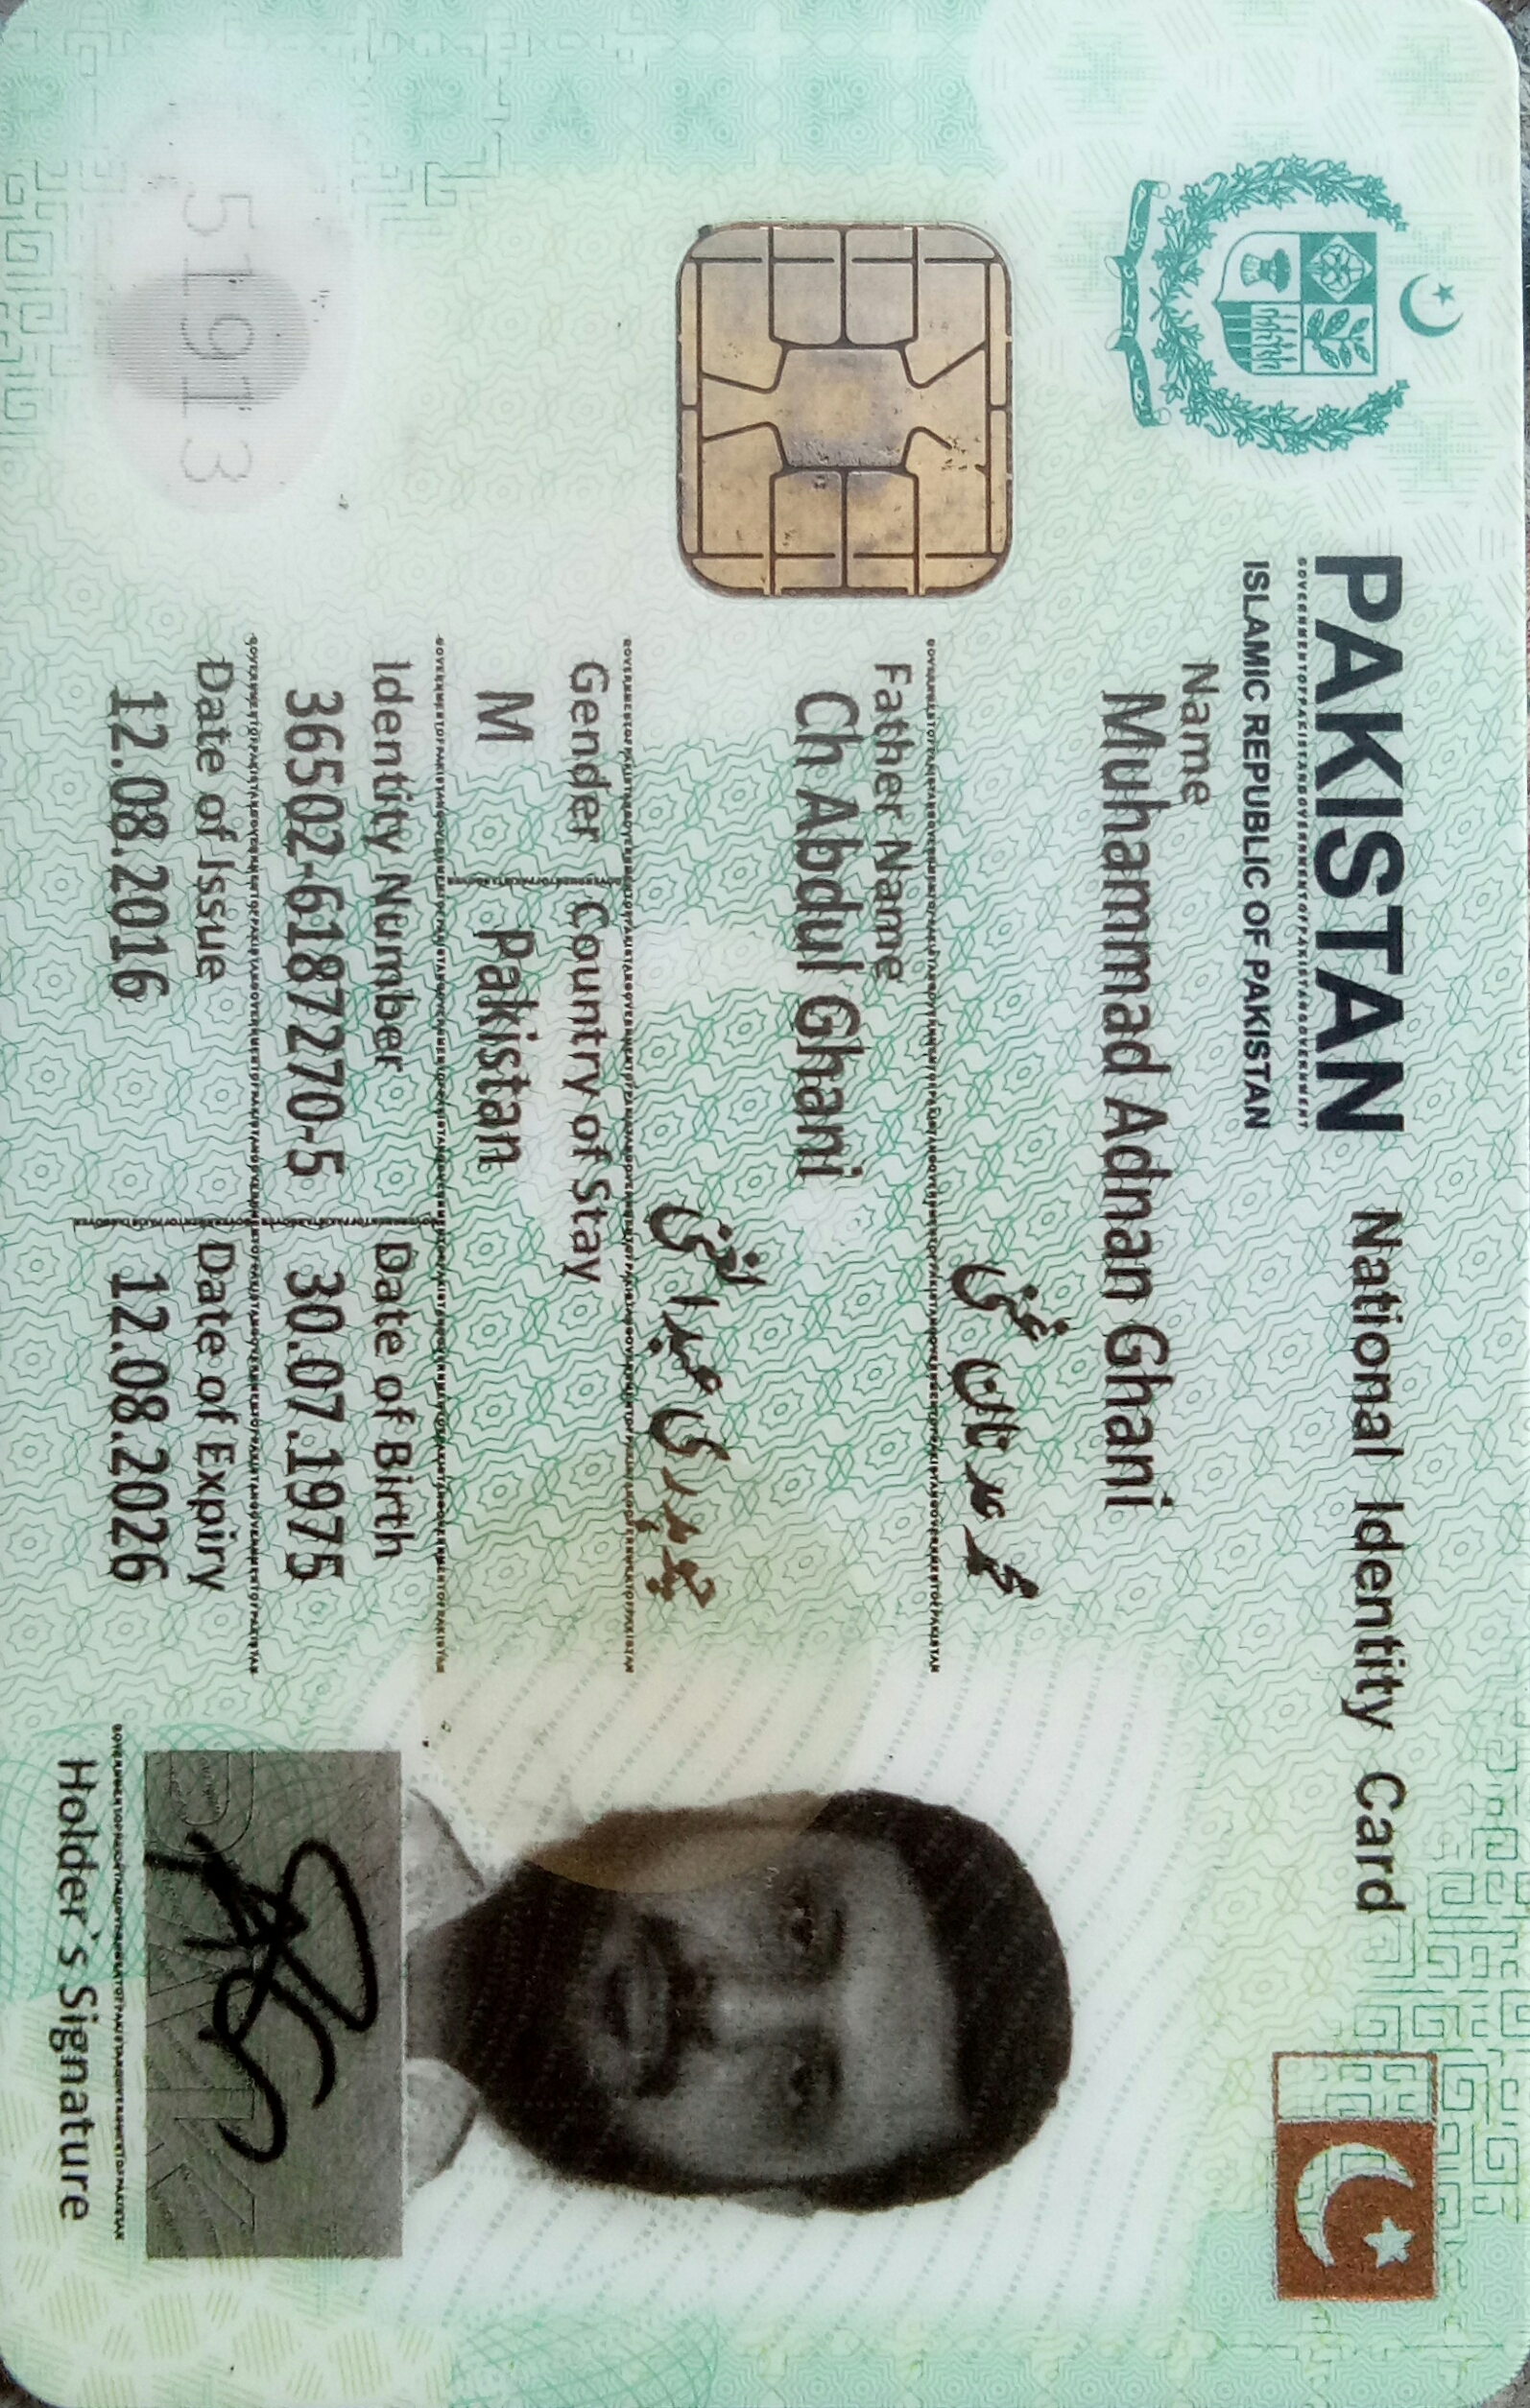 PAKISTAN National Identity Card
ISLAMIC REPUBLIC OF PAKISTAN
Name
Muhammad Adnan Ghani
محمد عدنان غنی
Father Name
Ch Abdul Ghani
چوہدری عبدالغنی
Gender Country of Stay
M Pakistan
Identity Number Date of Birth
36502-6187270-5 30.07.1975
Date of Issue Date of Expiry
12.08.2016 12.08.2026
51913
Holder`s Signature